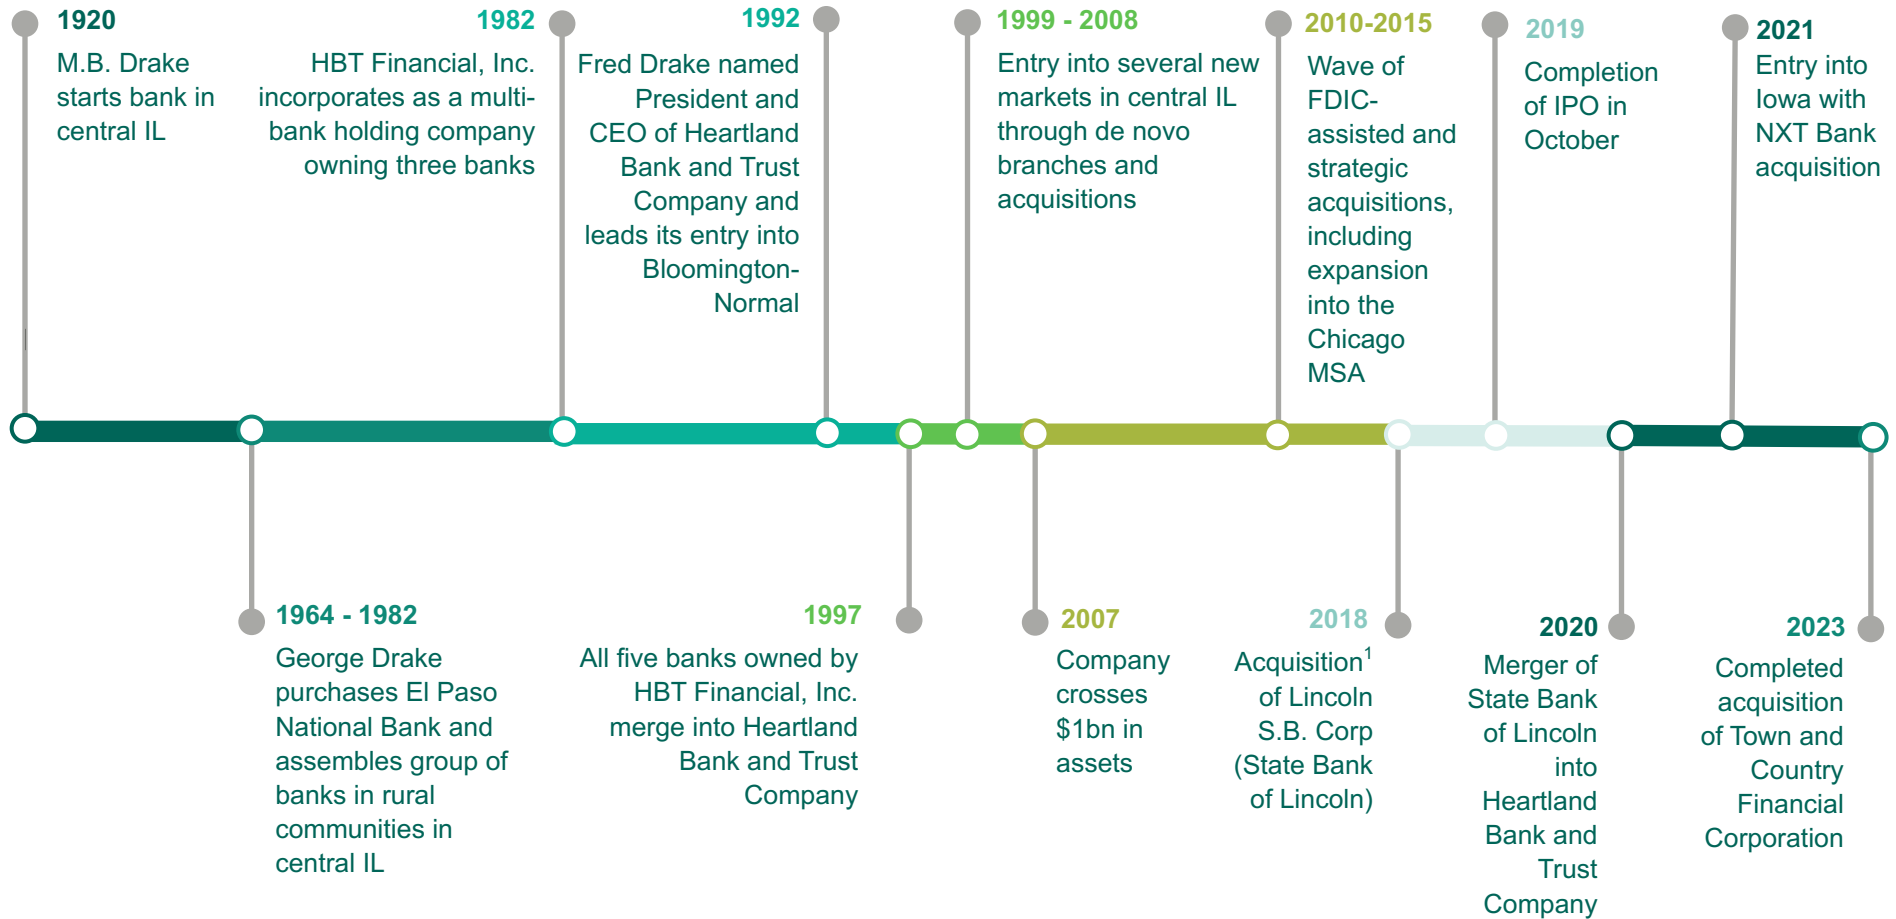 1920
M.B. Drake
starts bank in
central IL
1982
HBT Financial, Inc.
incorporates as a multi-
bank holding company
owning three banks
1992
Fred Drake named
President and
CEO of Heartland
Bank and Trust
Company and
leads its entry into
Bloomington-
Normal
1999 - 2008
Entry into several new
markets in central IL
through de novo
branches and
acquisitions
2010-2015
Wave of
FDIC-
assisted and
strategic
acquisitions,
including
expansion
into the
Chicago
MSA
2019
Completion
of IPO in
October
2021
Entry into
Iowa with
NXT Bank
acquisition
1964 - 1982
George Drake
purchases El Paso
National Bank and
assembles group of
banks in rural
communities in
central IL
1997
All five banks owned by
HBT Financial, Inc.
merge into Heartland
Bank and Trust
Company
2007
Company
crosses
$1bn in
assets
2018
Acquisition¹
of Lincoln
S.B. Corp
(State Bank
of Lincoln)
2020
Merger of
State Bank
of Lincoln
into
Heartland
Bank and
Trust
Company
2023
Completed
acquisition
of Town and
Country
Financial
Corporation